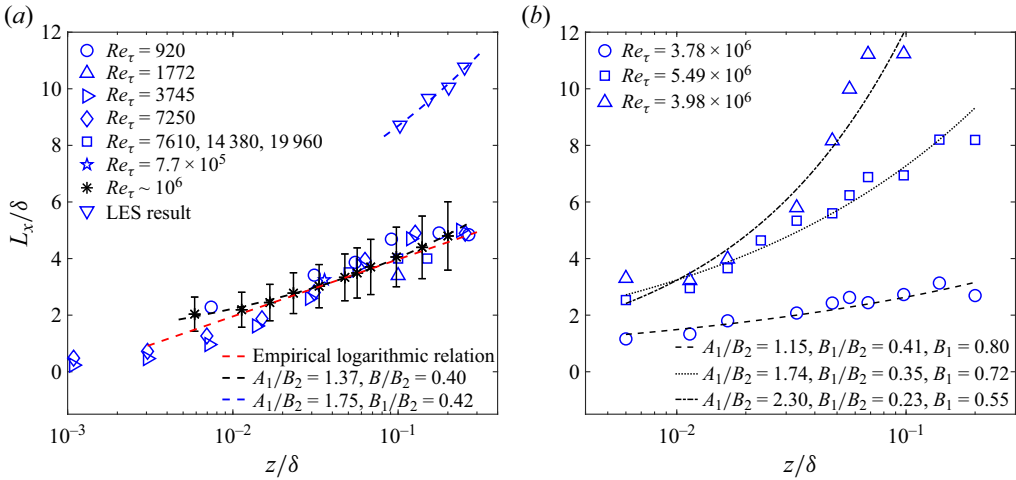 (a)
12
10
8
6
4
2
0
L_x/δ
Re_τ = 920
Re_τ = 1772
Re_τ = 3745
Re_τ = 7250
Re_τ = 7610, 14 380, 19 960
Re_τ = 7.7 × 10^5
Re_τ ~ 10^6
LES result
Empirical logarithmic relation
A_1/B_2 = 1.37, B/B_2 = 0.40
A_1/B_2 = 1.75, B_1/B_2 = 0.42
10^–3
10^–2
10^–1
z/δ
(b)
12
10
8
6
4
2
0
Re_τ = 3.78 × 10^6
Re_τ = 5.49 × 10^6
Re_τ = 3.98 × 10^6
A_1/B_2 = 1.15, B_1/B_2 = 0.41, B_1 = 0.80
A_1/B_2 = 1.74, B_1/B_2 = 0.35, B_1 = 0.72
A_1/B_2 = 2.30, B_1/B_2 = 0.23, B_1 = 0.55
10^–2
10^–1
z/δ